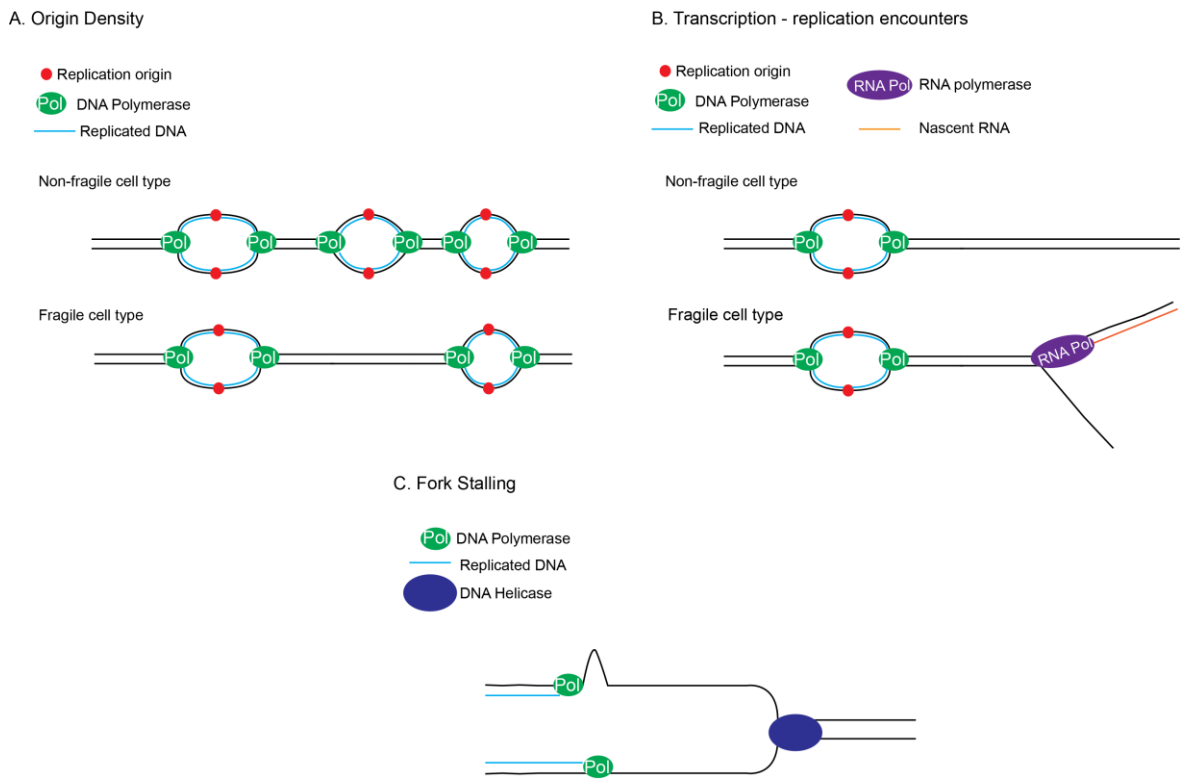 A. Origin Density
Replication origin
Pol DNA Polymerase
Replicated DNA
Non-fragile cell type
Pol Pol Pol Pol Pol Pol
Fragile cell type
Pol Pol Pol Pol
B. Transcription - replication encounters
Replication origin
RNA Pol RNA polymerase
Pol DNA Polymerase
Replicated DNA
Nascent RNA
Non-fragile cell type
Pol Pol
Fragile cell type
Pol Pol RNA Pol
C. Fork Stalling
Pol DNA Polymerase
Replicated DNA
DNA Helicase
Pol
Pol